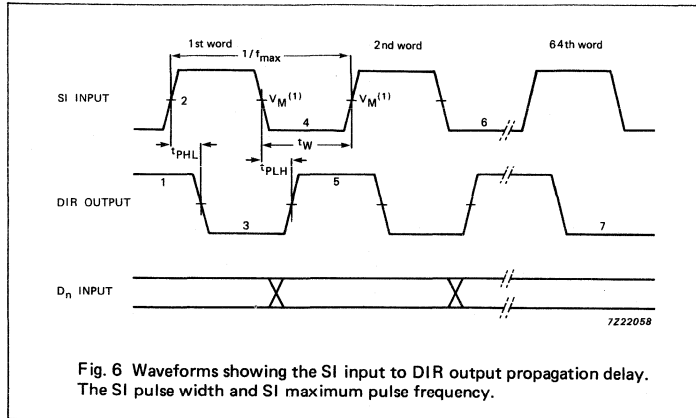 1st word
2nd word
64th word
1/fmax
SI INPUT
2
VM(1)
VM(1)
4
6
tW
tPHL
tPLH
1
5
DIR OUTPUT
3
7
Dn INPUT
7Z22058
Fig. 6 Waveforms showing the SI input to DIR output propagation delay.
The SI pulse width and SI maximum pulse frequency.